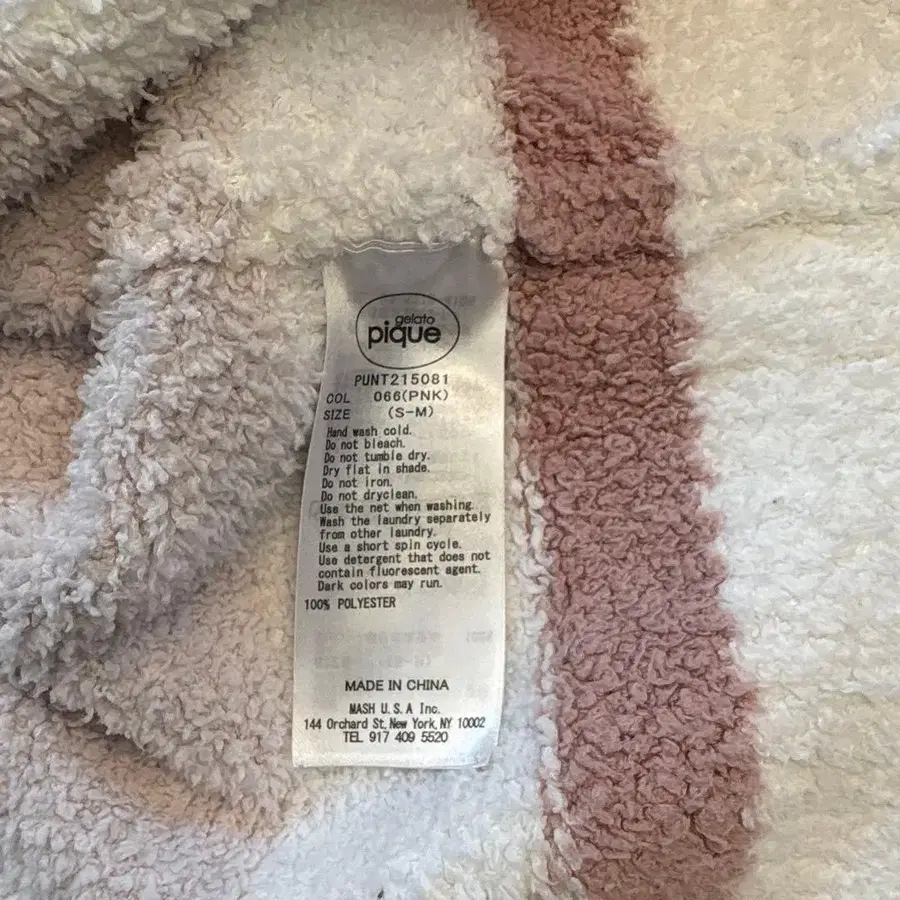 gelato
pique
PUNT215081
COL 066(PNK)
SIZE (S-M)
Hand wash cold.
Do not bleach.
Do not tumble dry.
Dry flat in shade.
Do not iron.
Do not dryclean.
Use the net when washing.
Wash the laundry separately
from other laundry.
Use a short spin cycle.
Use detergent that does not
contain fluorescent agent.
Dark colors may run.
100% POLYESTER
MADE IN CHINA
MASH U.S.A Inc.
144 Orchard St, New York, NY 10002
TEL 917 409 5520